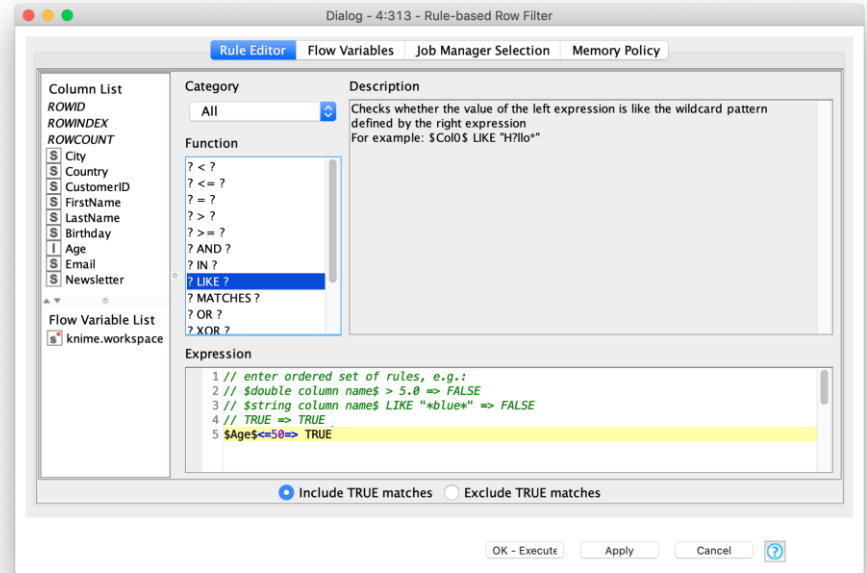 Dialog - 4:313 - Rule-based Row Filter
Rule Editor Flow Variables Job Manager Selection Memory Policy
Column List
ROWID
ROWINDEX
ROWCOUNT
S City
S Country
S CustomerID
S FirstName
S LastName
S Birthday
I Age
S Email
S Newsletter
Flow Variable List
s knime.workspace
Category
All
Function
? < ?
? <= ?
? = ?
? > ?
? >= ?
? AND ?
? IN ?
? LIKE ?
? MATCHES ?
? OR ?
? XOR ?
Description
Checks whether the value of the left expression is like the wildcard pattern
defined by the right expression
For example: $Col0$ LIKE "H?llo*"
Expression
1 // enter ordered set of rules, e.g.:
2 // $double column name$ > 5.0 => FALSE
3 // $string column name$ LIKE "*blue*" => FALSE
4 // TRUE => TRUE
5 $Age$<=50=> TRUE
Include TRUE matches Exclude TRUE matches
OK - Execute Apply Cancel ?